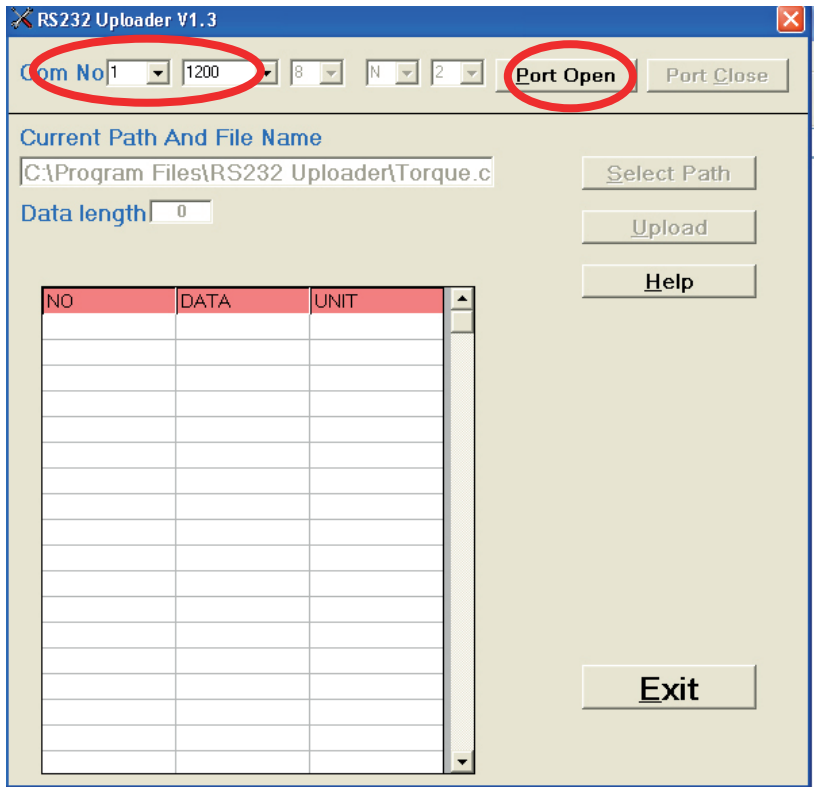 RS232 Uploader V1.3
Com No 1 1200 8 N 2 Port Open Port Close
Current Path And File Name
C:\Program Files\RS232 Uploader\Torque.c Select Path
Data length 0 Upload
Help
NO DATA UNIT
Exit